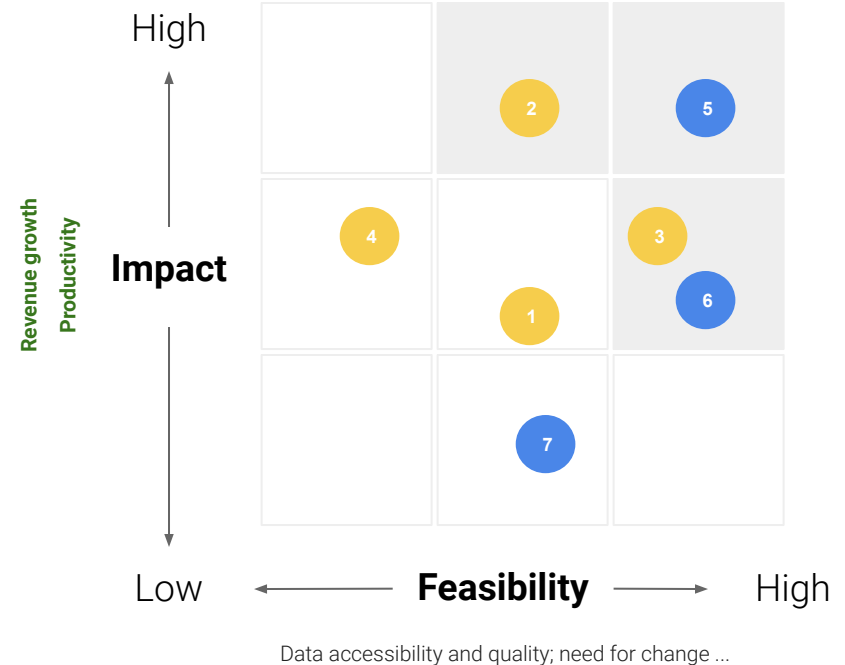 High
2
5
Revenue growth
Productivity
4
3
Impact
6
1
7
Low
Feasibility
High
Data accessibility and quality; need for change ...